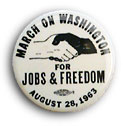 MARCH ON WASHINGTON
FOR
JOBS & FREEDOM
AUGUST 28, 1963